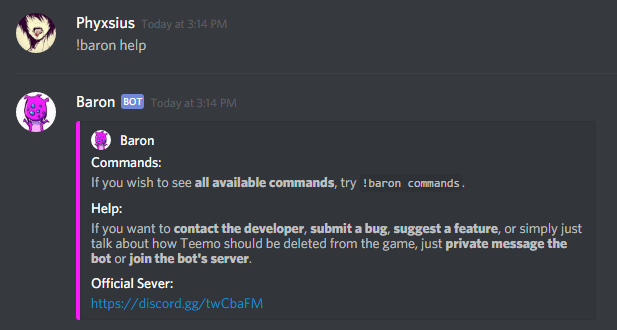 Phyxsius Today at 3:14 PM
!baron help
Baron BOT Today at 3:14 PM
Baron
Commands:
If you wish to see all available commands, try !baron commands.
Help:
If you want to contact the developer, submit a bug, suggest a feature, or simply just
talk about how Teemo should be deleted from the game, just private message the
bot or join the bot's server.
Official Sever:
https://discord.gg/twCbaFM